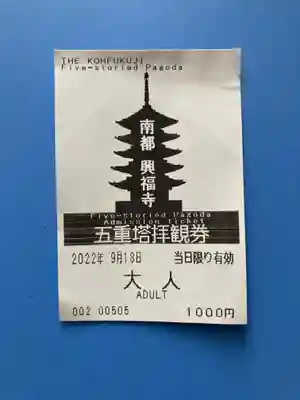 THE KOHFUKUJI
Five-storied Pagoda
南都 興福寺
Five-storied Pagoda
Admission ticket
五重塔拝観券
2022年 9月18日 当日限り有効
大人
ADULT
002 00505 1000円